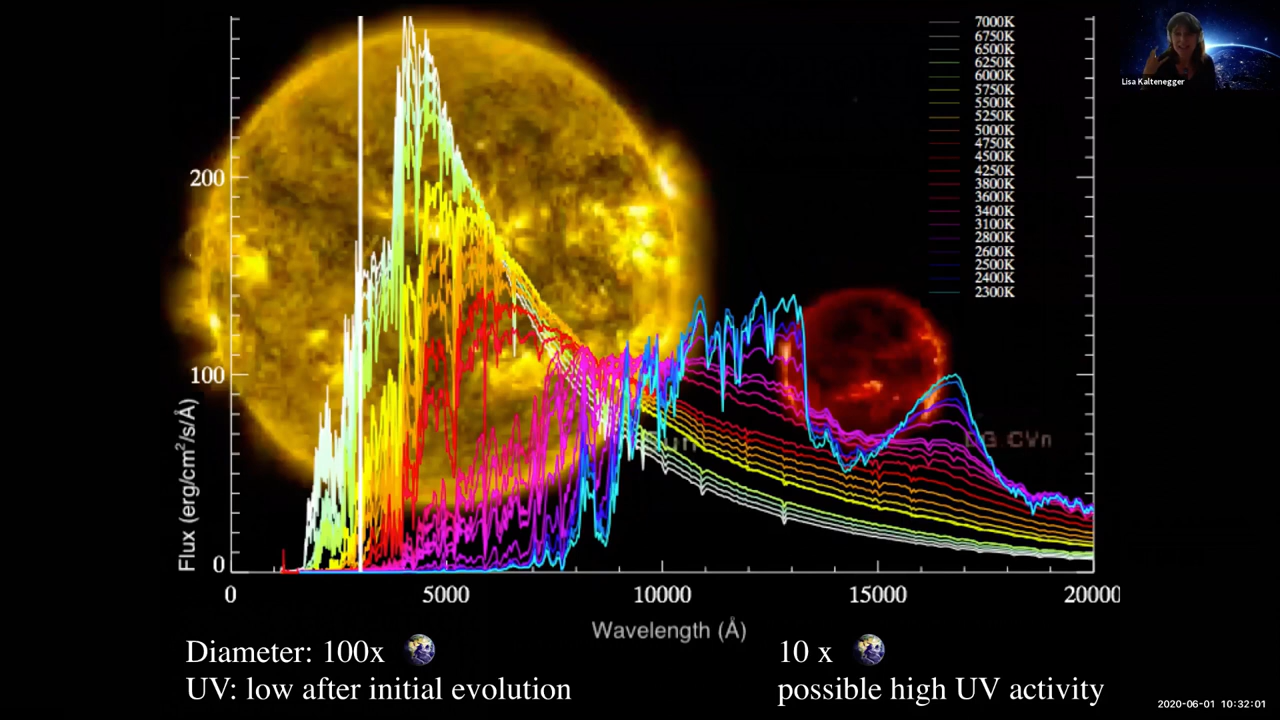 7000K
6750K
6500K
6250K
6000K
5750K
5500K
5250K
5000K
4750K
4500K
4250K
3800K
3600K
3400K
3100K
2800K
2600K
2500K
2400K
2300K
Lisa Kaltenegger
200
100
0
Flux (erg/cm²/s/Å)
Sun
CVn
0 5000 10000 15000 20000
Wavelength (Å)
Diameter: 100x
UV: low after initial evolution
10 x
possible high UV activity
2020-06-01 10:32:01